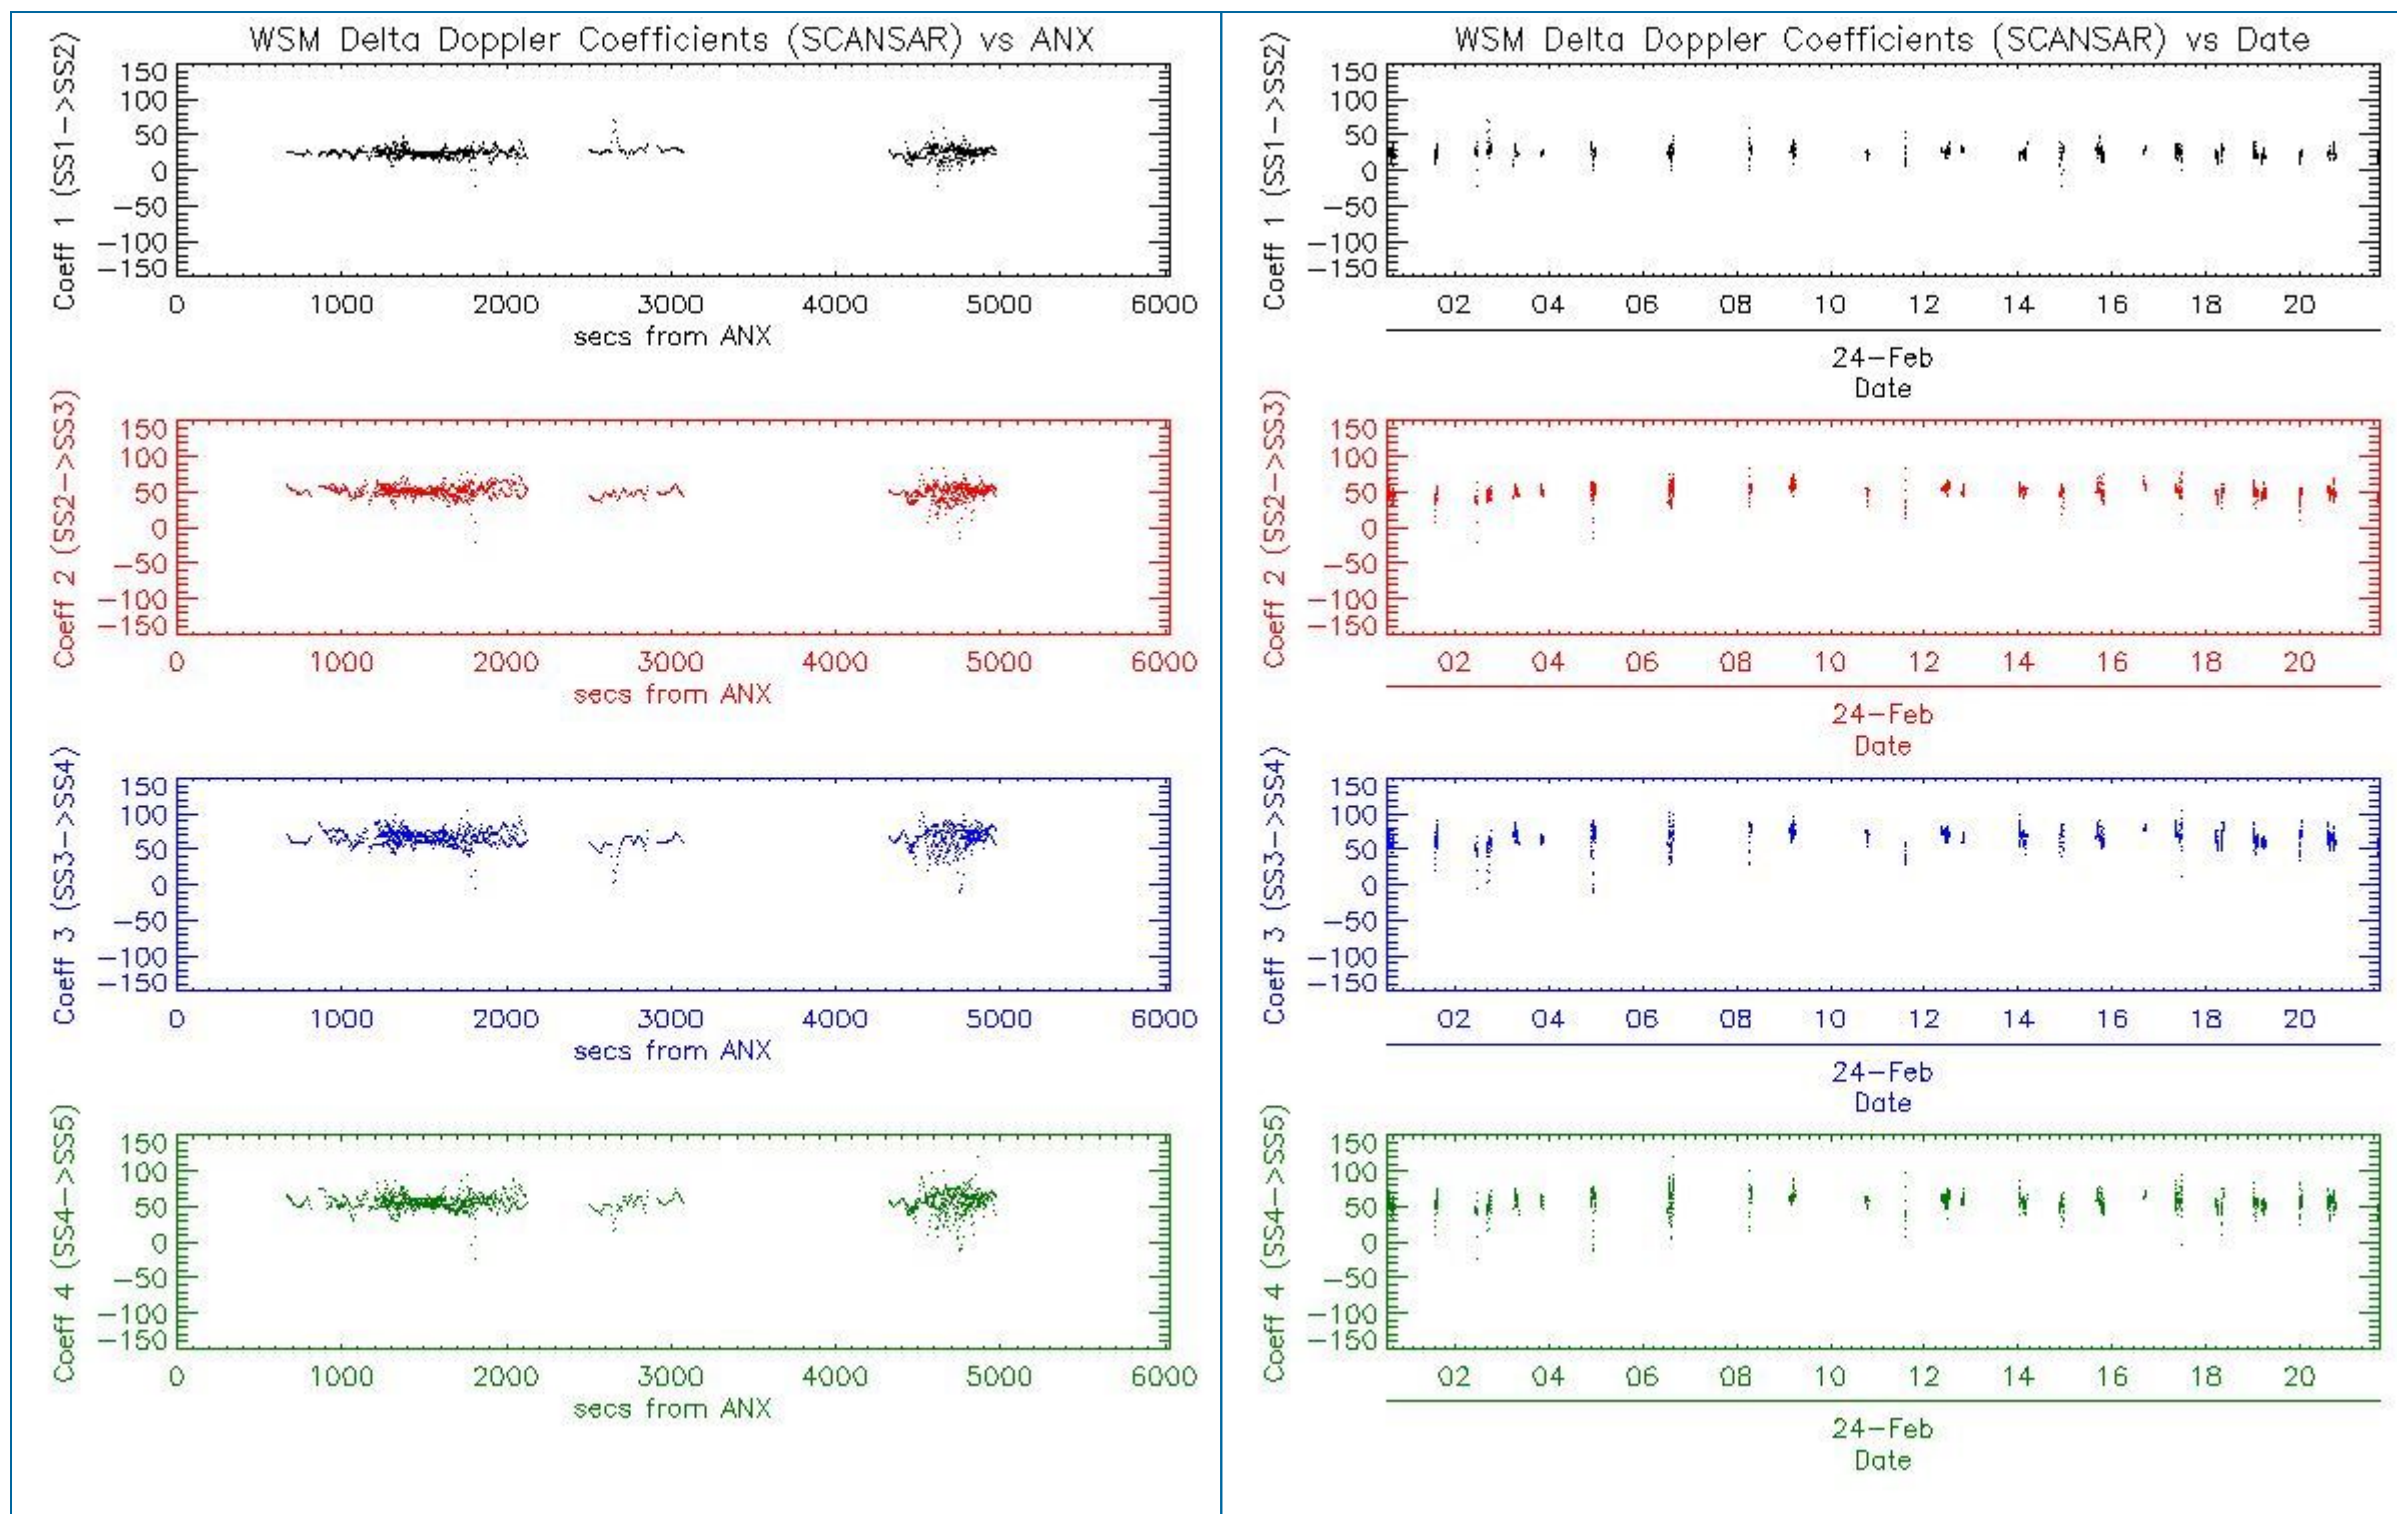 WSM Delta Doppler Coefficients (SCANSAR) vs ANX
Coeff 1 (SS1->SS2)
150
100
50
0
-50
-100
-150
0 1000 2000 3000 4000 5000 6000
secs from ANX
Coeff 2 (SS2->SS3)
150
100
50
0
-50
-100
-150
0 1000 2000 3000 4000 5000 6000
secs from ANX
Coeff 3 (SS3->SS4)
150
100
50
0
-50
-100
-150
0 1000 2000 3000 4000 5000 6000
secs from ANX
Coeff 4 (SS4->SS5)
150
100
50
0
-50
-100
-150
0 1000 2000 3000 4000 5000 6000
secs from ANX
WSM Delta Doppler Coefficients (SCANSAR) vs Date
Coeff 1 (SS1->SS2)
150
100
50
0
-50
-100
-150
02 04 06 08 10 12 14 16 18 20
24-Feb
Date
Coeff 2 (SS2->SS3)
150
100
50
0
-50
-100
-150
02 04 06 08 10 12 14 16 18 20
24-Feb
Date
Coeff 3 (SS3->SS4)
150
100
50
0
-50
-100
-150
02 04 06 08 10 12 14 16 18 20
24-Feb
Date
Coeff 4 (SS4->SS5)
150
100
50
0
-50
-100
-150
02 04 06 08 10 12 14 16 18 20
24-Feb
Date